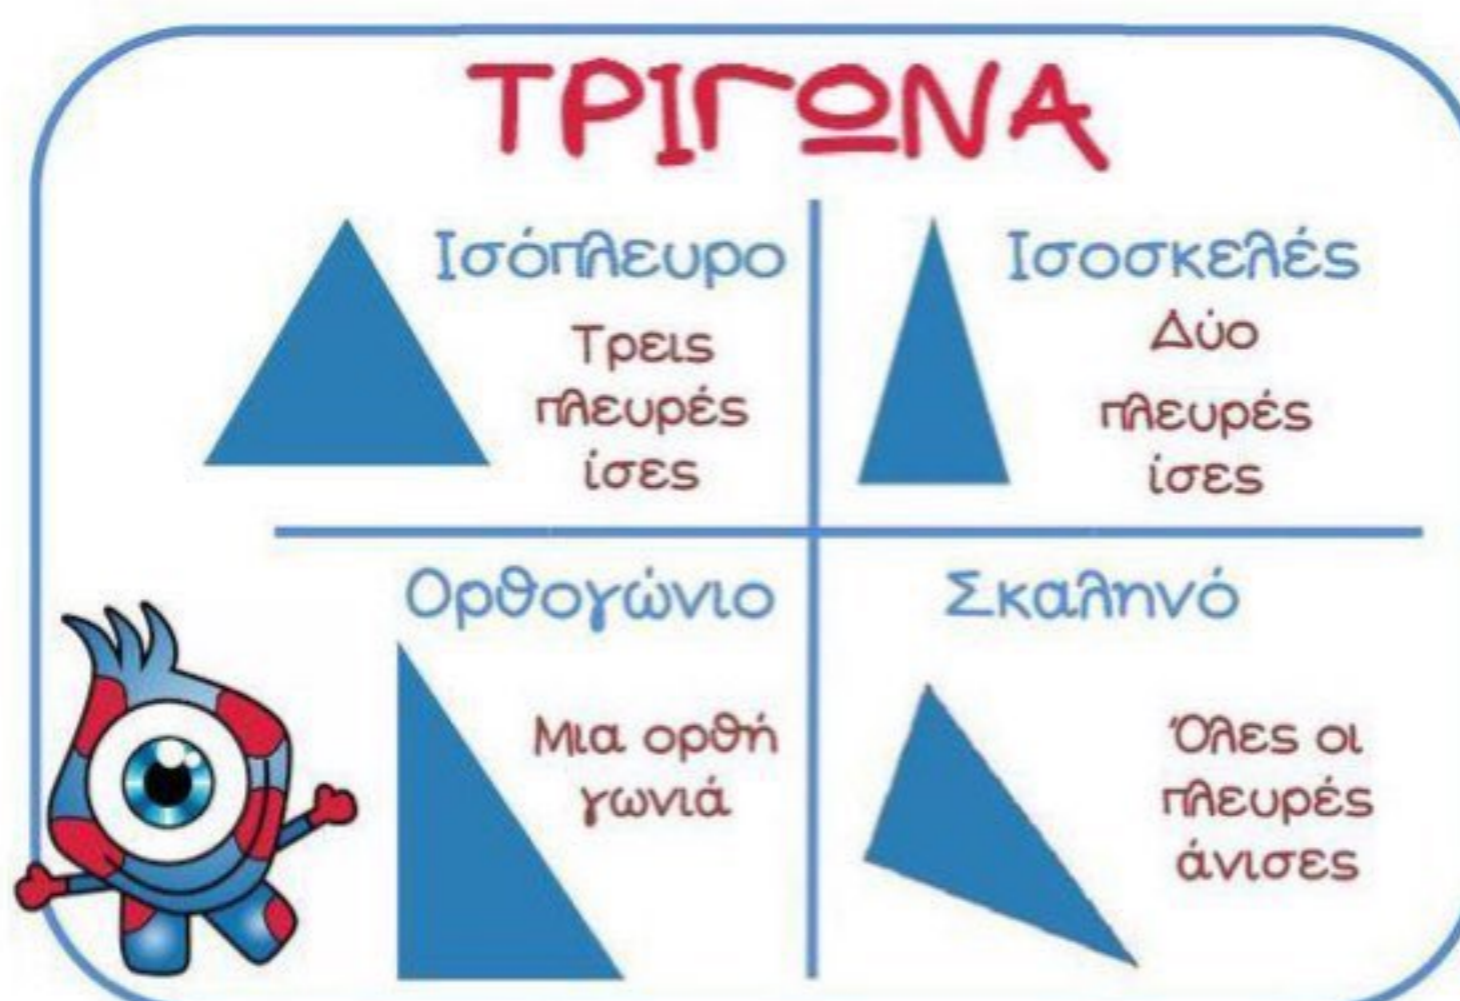 ΤΡΙΓΩΝΑ
Ισόπλευρο
Τρεις
πλευρές
ίσες
Ισοσκελές
Δύο
πλευρές
ίσες
Ορθογώνιο
Μια ορθή
γωνιά
Σκαληνό
Όλες οι
πλευρές
άνισες